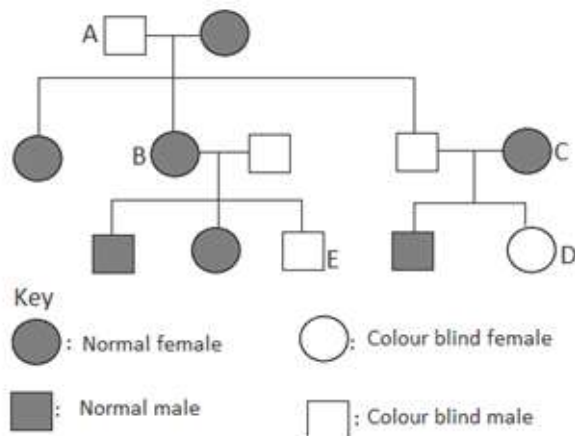 A
B
C
E
D
Key
: Normal female
: Colour blind female
: Normal male
: Colour blind male